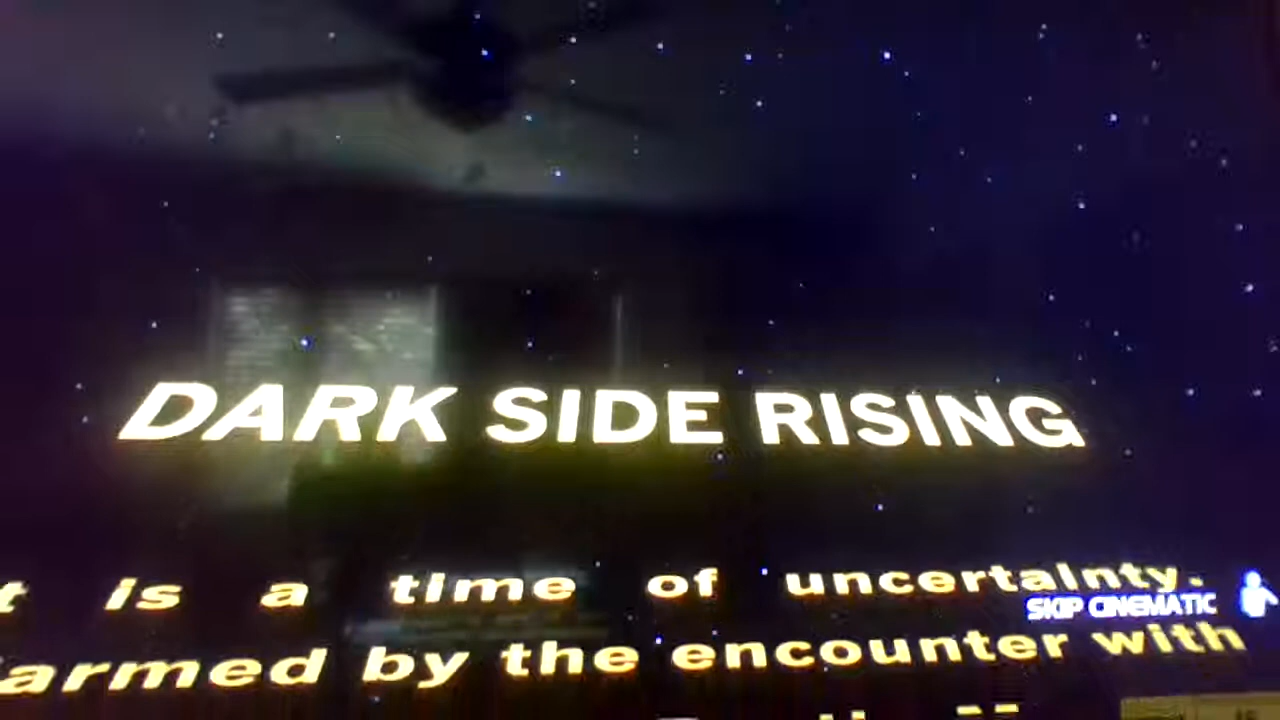 DARK SIDE RISING
t is a time of uncertainty.
SKIP CINEMATIC
armed by the encounter with